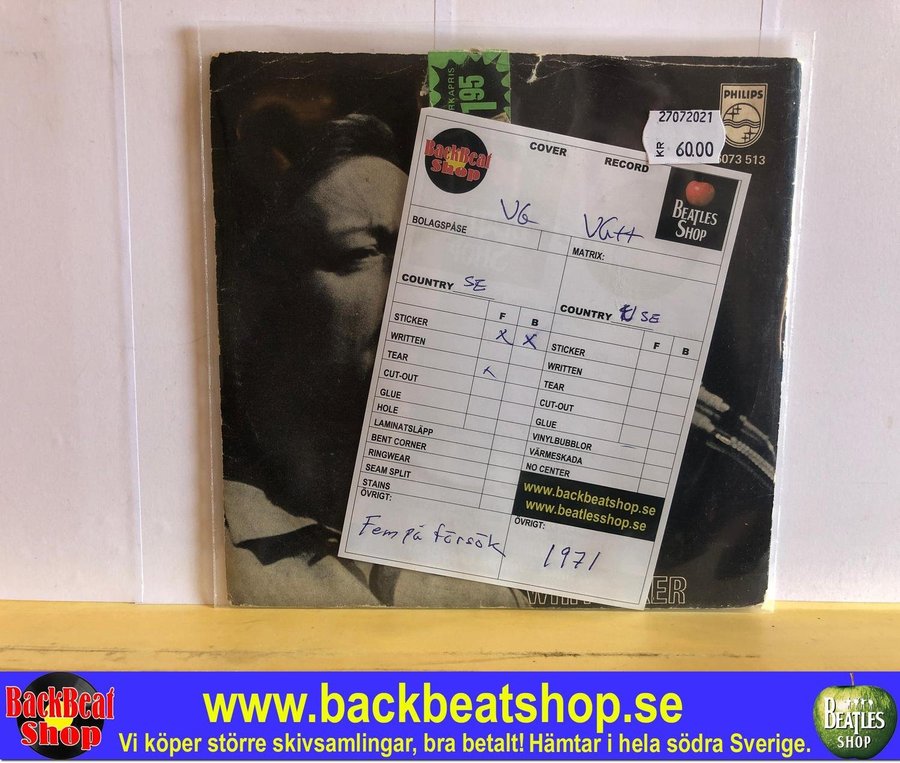 RKAPRIS
1.95
PHILIPS
6073 513
27072021
KR 60.00
BackBeat
Shop
COVER
RECORD
BEATLES
SHOP
VG
VG++
BOLAGSPÅSE
MATRIX:
COUNTRY SE
COUNTRY SE
F B
STICKER X X
WRITTEN
TEAR x
CUT-OUT
GLUE
HOLE
LAMINATSLÄPP
BENT CORNER
RINGWEAR
SEAM SPLIT
STAINS
ÖVRIGT:
Fem på försök
F B
STICKER
WRITTEN
TEAR
CUT-OUT
GLUE
VINYLBUBBLOR
VÄRMESKADA
NO CENTER
www.backbeatshop.se
www.beatlesshop.se
ÖVRIGT:
1971
BackBeat
Shop
www.backbeatshop.se
Vi köper större skivsamlingar, bra betalt! Hämtar i hela södra Sverige.
BEATLES
SHOP